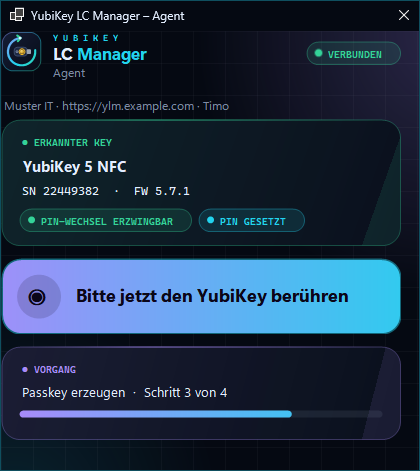 YubiKey LC Manager – Agent
YUBIKEY
LC Manager
Agent
VERBUNDEN
Muster IT · https://ylm.example.com · Timo
ERKANNTER KEY
YubiKey 5 NFC
SN 22449382 · FW 5.7.1
PIN-WECHSEL ERZWINGBAR
PIN GESETZT
Bitte jetzt den YubiKey berühren
VORGANG
Passkey erzeugen · Schritt 3 von 4